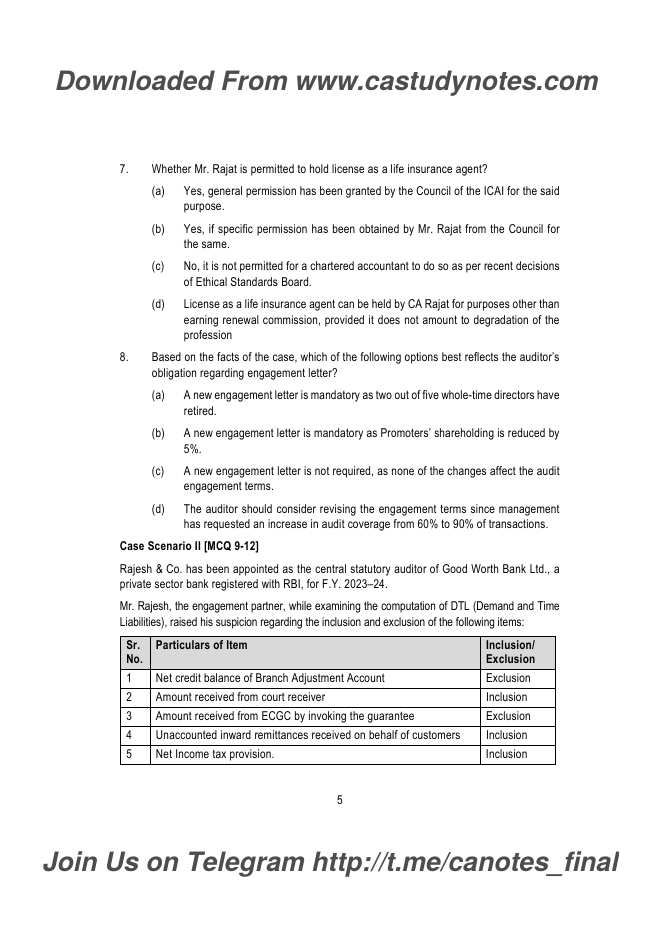 Downloaded From www.castudynotes.com
7. Whether Mr. Rajat is permitted to hold license as a life insurance agent?
(a) Yes, general permission has been granted by the Council of the ICAI for the said
purpose.
(b) Yes, if specific permission has been obtained by Mr. Rajat from the Council for
the same.
(c) No, it is not permitted for a chartered accountant to do so as per recent decisions
of Ethical Standards Board.
(d) License as a life insurance agent can be held by CA Rajat for purposes other than
earning renewal commission, provided it does not amount to degradation of the
profession
8. Based on the facts of the case, which of the following options best reflects the auditor's
obligation regarding engagement letter?
(a) A new engagement letter is mandatory as two out of five whole-time directors have
retired.
(b) A new engagement letter is mandatory as Promoters' shareholding is reduced by
5%.
(c) A new engagement letter is not required, as none of the changes affect the audit
engagement terms.
(d) The auditor should consider revising the engagement terms since management
has requested an increase in audit coverage from 60% to 90% of transactions.
Case Scenario II [MCQ 9-12]
Rajesh & Co. has been appointed as the central statutory auditor of Good Worth Bank Ltd., a
private sector bank registered with RBI, for F.Y. 2023–24.
Mr. Rajesh, the engagement partner, while examining the computation of DTL (Demand and Time
Liabilities), raised his suspicion regarding the inclusion and exclusion of the following items:
Sr. Particulars of Item Inclusion/
No. Exclusion
1 Net credit balance of Branch Adjustment Account Exclusion
2 Amount received from court receiver Inclusion
3 Amount received from ECGC by invoking the guarantee Exclusion
4 Unaccounted inward remittances received on behalf of customers Inclusion
5 Net Income tax provision. Inclusion
5
Join Us on Telegram http://t.me/canotes_final